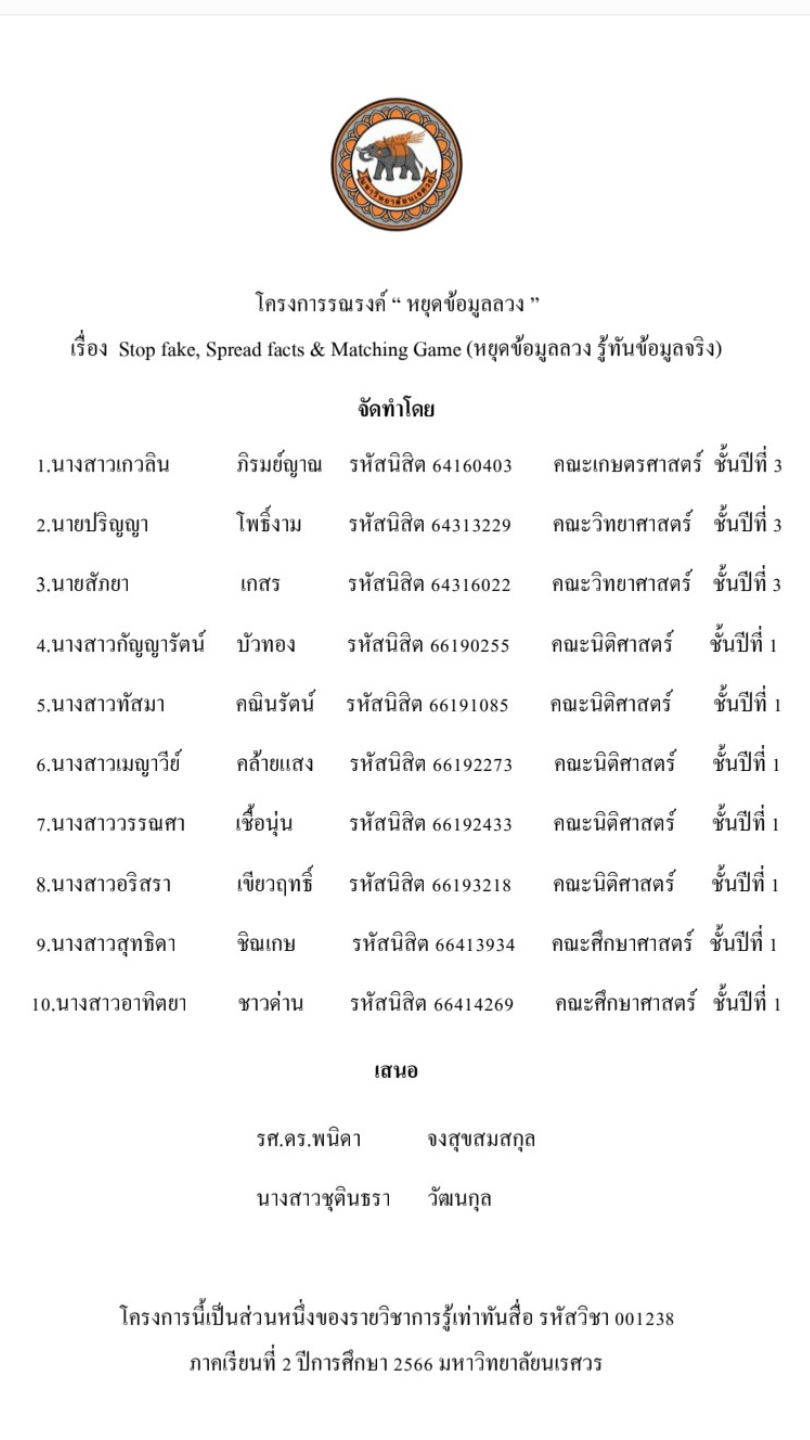 มหาวิทยาลัยนเรศวร
โครงการรณรงค์ “ หยุดข้อมูลลวง ”
เรื่อง Stop fake, Spread facts & Matching Game (หยุดข้อมูลลวง รู้ทันข้อมูลจริง)
จัดทำโดย
1.นางสาวเกวลิน ภิรมย์ญาณ รหัสนิสิต 64160403 คณะเกษตรศาสตร์ ชั้นปีที่ 3
2.นายปริญญา โพธิ์งาม รหัสนิสิต 64313229 คณะวิทยาศาสตร์ ชั้นปีที่ 3
3.นายสัภยา เกสร รหัสนิสิต 64316022 คณะวิทยาศาสตร์ ชั้นปีที่ 3
4.นางสาวกัญญารัตน์ บัวทอง รหัสนิสิต 66190255 คณะนิติศาสตร์ ชั้นปีที่ 1
5.นางสาวทัสมา คณินรัตน์ รหัสนิสิต 66191085 คณะนิติศาสตร์ ชั้นปีที่ 1
6.นางสาวเมญาวีย์ คล้ายแสง รหัสนิสิต 66192273 คณะนิติศาสตร์ ชั้นปีที่ 1
7.นางสาววรรณศา เชื้อนุ่น รหัสนิสิต 66192433 คณะนิติศาสตร์ ชั้นปีที่ 1
8.นางสาวอริสรา เขียวฤทธิ์ รหัสนิสิต 66193218 คณะนิติศาสตร์ ชั้นปีที่ 1
9.นางสาวสุทธิดา ชิณเกษ รหัสนิสิต 66413934 คณะศึกษาศาสตร์ ชั้นปีที่ 1
10.นางสาวอาทิตยา ชาวด่าน รหัสนิสิต 66414269 คณะศึกษาศาสตร์ ชั้นปีที่ 1
เสนอ
รศ.ดร.พนิดา จงสุขสมสกุล
นางสาวชุตินธรา วัฒนกุล
โครงการนี้เป็นส่วนหนึ่งของรายวิชาการรู้เท่าทันสื่อ รหัสวิชา 001238
ภาคเรียนที่ 2 ปีการศึกษา 2566 มหาวิทยาลัยนเรศวร